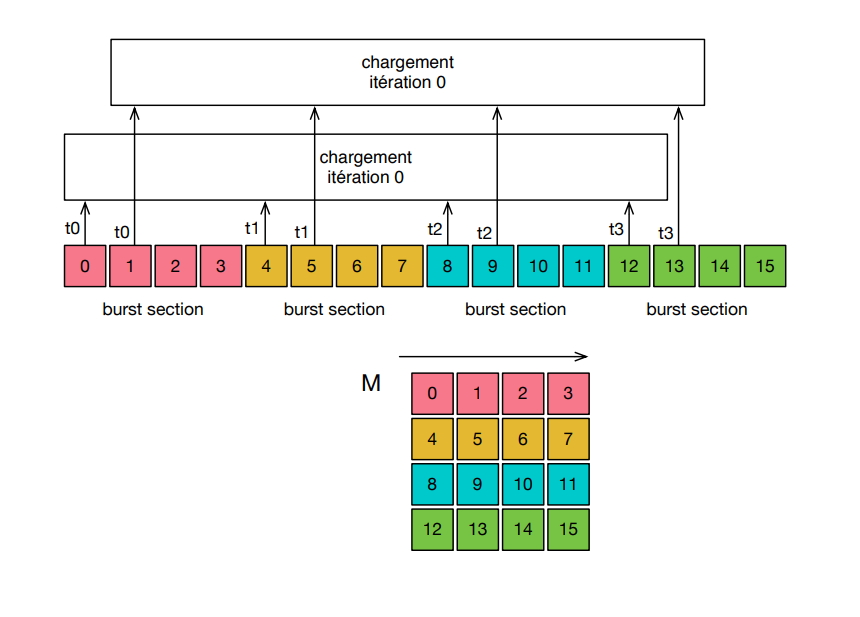 chargement
itération 0
chargement
itération 0
t0 t0 t1 t1 t2 t2 t3 t3
0 1 2 3 4 5 6 7 8 9 10 11 12 13 14 15
burst section burst section burst section burst section
M
0 1 2 3
4 5 6 7
8 9 10 11
12 13 14 15